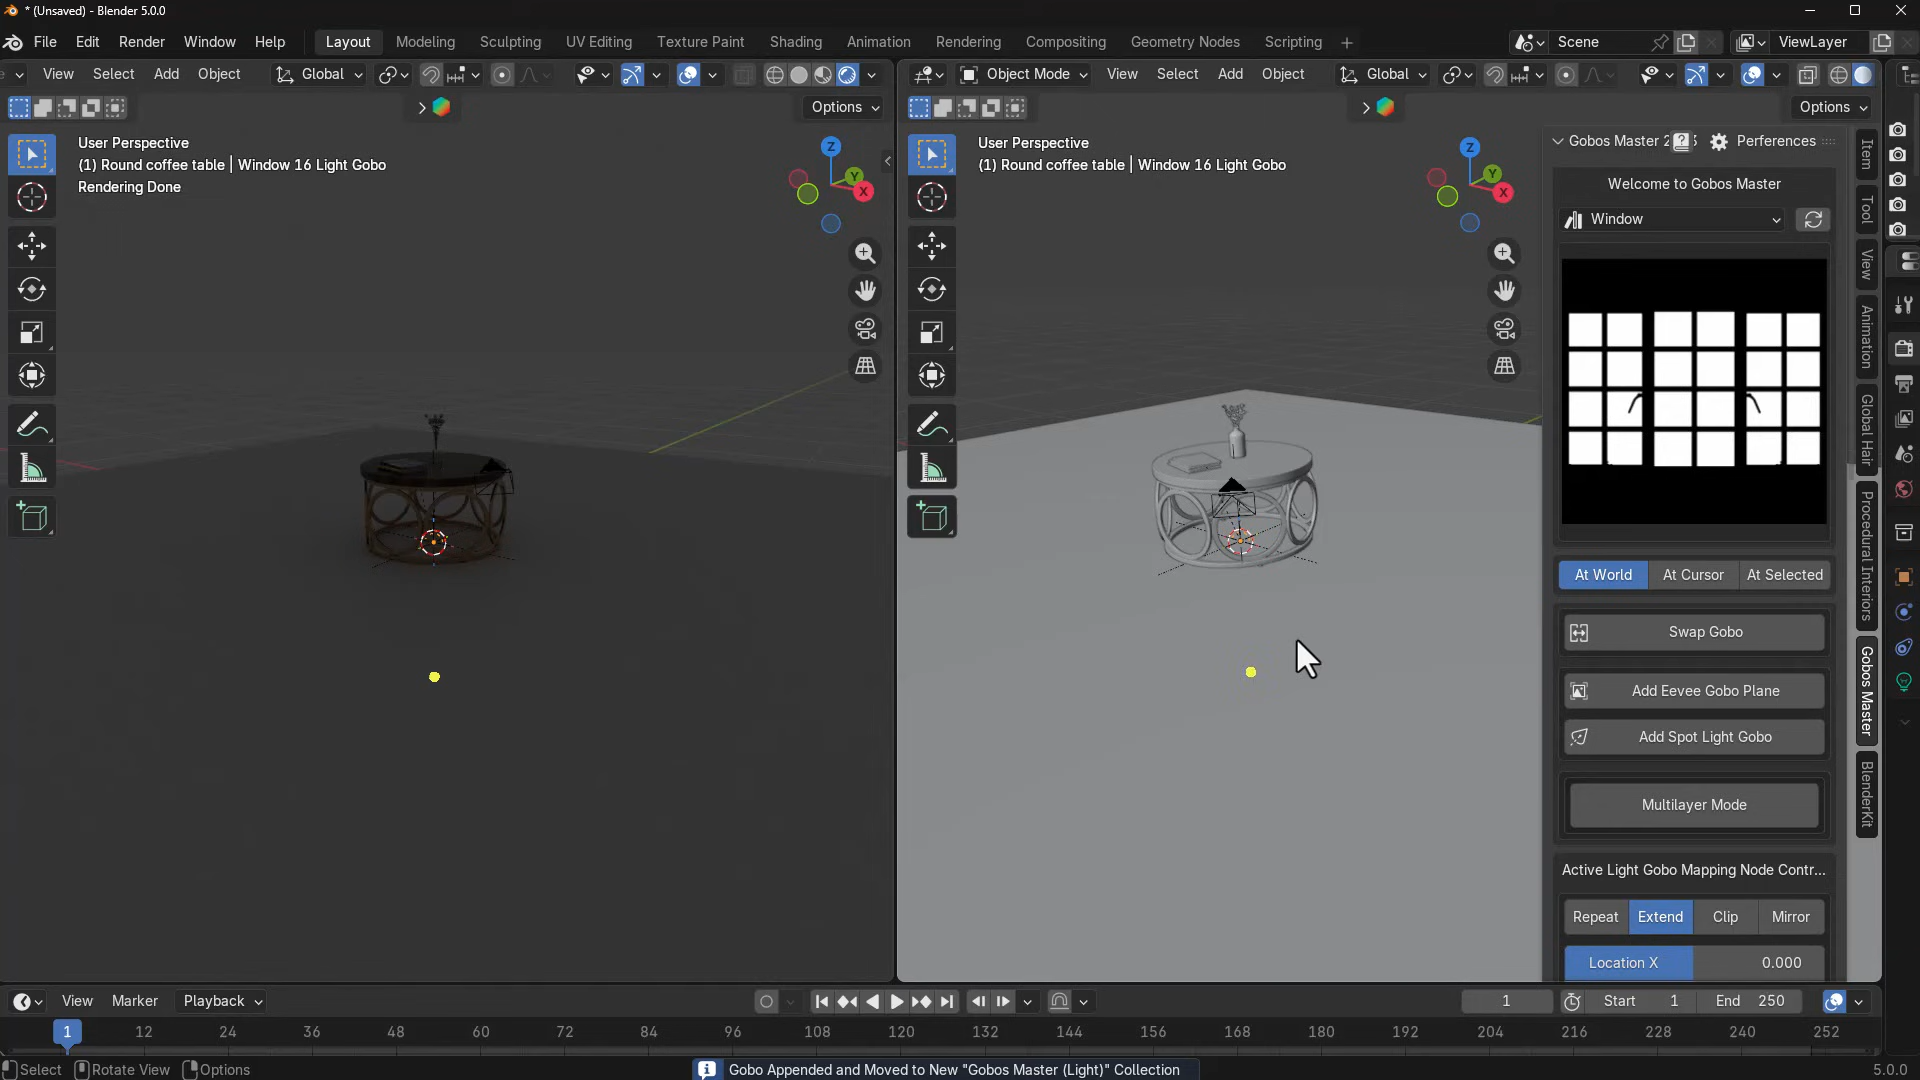 * (Unsaved) - Blender 5.0.0
File Edit Render Window Help Layout Modeling Sculpting UV Editing Texture Paint Shading Animation Rendering Compositing Geometry Nodes Scripting + Scene ViewLayer
View Select Add Object Global
Options
User Perspective
(1) Round coffee table | Window 16 Light Gobo
Rendering Done
Z
Y
X
Object Mode View Select Add Object Global
Options
User Perspective
(1) Round coffee table | Window 16 Light Gobo
Z
Y
X
Gobos Master 2 Perferences
Welcome to Gobos Master
Window
At World At Cursor At Selected
Swap Gobo
Add Eevee Gobo Plane
Add Spot Light Gobo
Multilayer Mode
Active Light Gobo Mapping Node Contr...
Repeat Extend Clip Mirror
Location X 0.000
Item
Tool
View
Animation
Global Hair
Procedural Interiors
Gobos Master
BlenderKit
View Marker Playback 1 Start 1 End 250
1 12 24 36 48 60 72 84 96 108 120 132 144 156 168 180 192 204 216 228 240 252
Select Rotate View Options Gobo Appended and Moved to New "Gobos Master (Light)" Collection 5.0.0